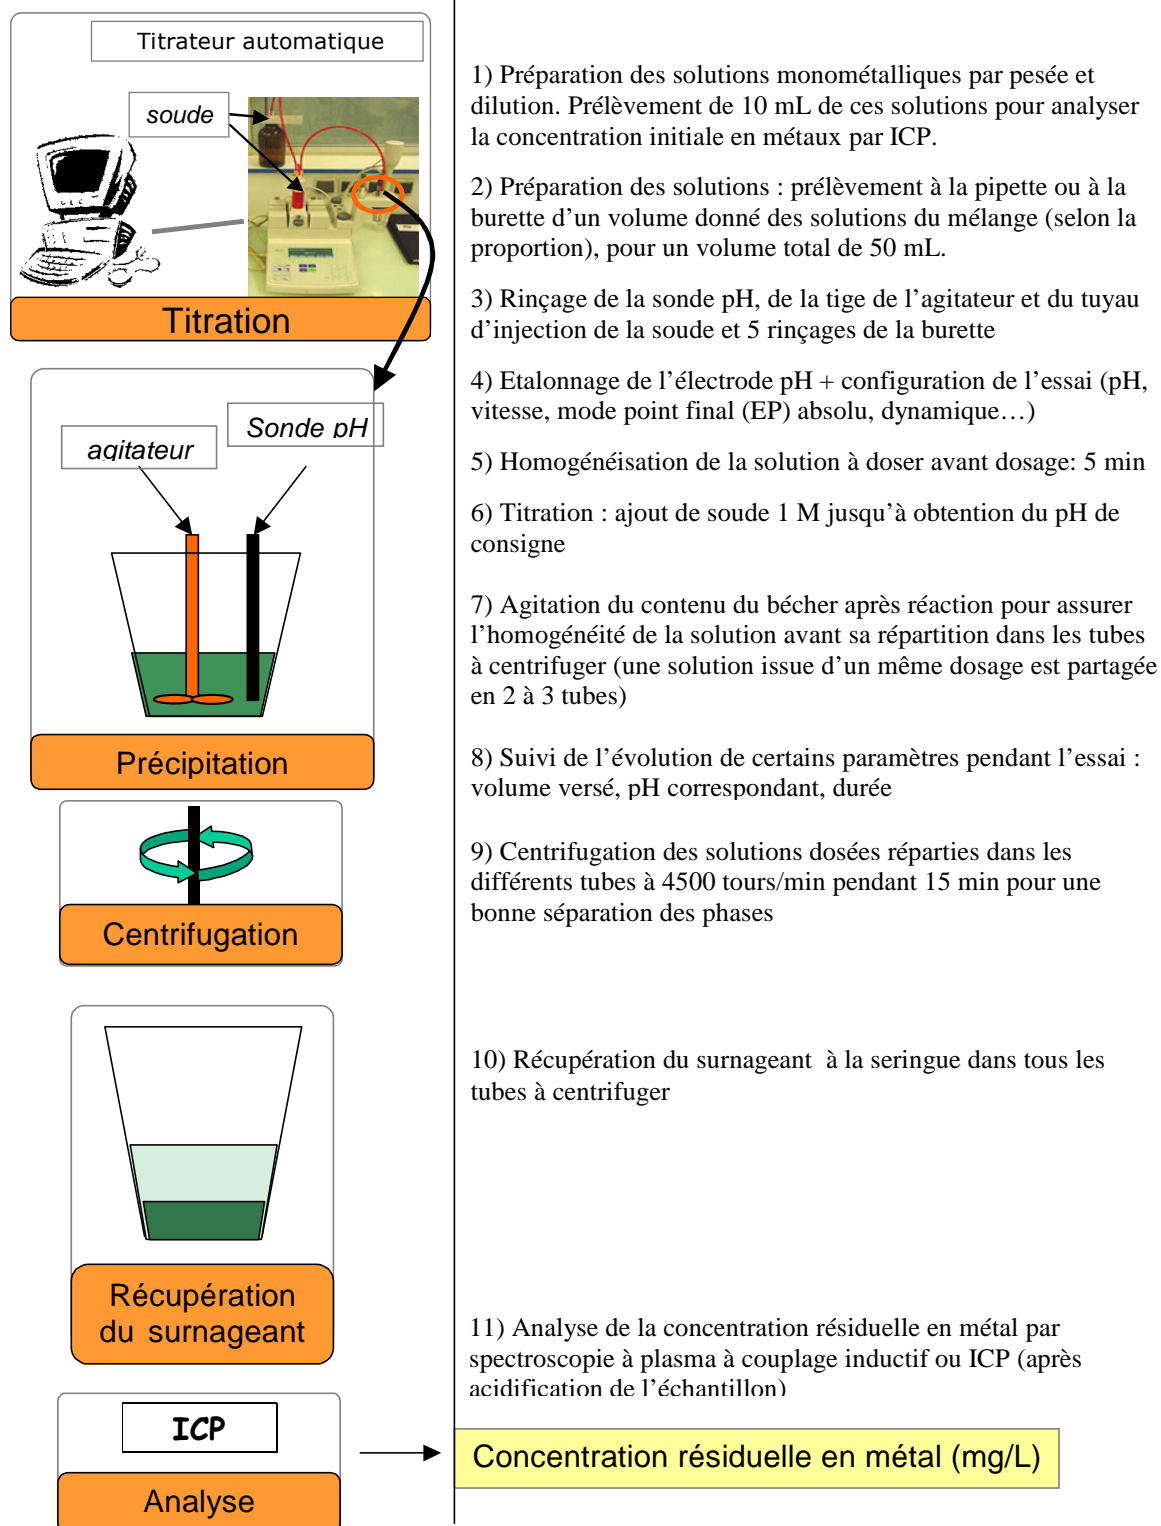 Titrateur automatique
soude
Titration
agitateur
Sonde pH
Précipitation
Centrifugation
Récupération
du surnageant
ICP
Analyse
1) Préparation des solutions monométalliques par pesée et
dilution. Prélèvement de 10 mL de ces solutions pour analyser
la concentration initiale en métaux par ICP.
2) Préparation des solutions : prélèvement à la pipette ou à la
burette d’un volume donné des solutions du mélange (selon la
proportion), pour un volume total de 50 mL.
3) Rinçage de la sonde pH, de la tige de l’agitateur et du tuyau
d’injection de la soude et 5 rinçages de la burette
4) Etalonnage de l’électrode pH + configuration de l’essai (pH,
vitesse, mode point final (EP) absolu, dynamique…)
5) Homogénéisation de la solution à doser avant dosage: 5 min
6) Titration : ajout de soude 1 M jusqu’à obtention du pH de
consigne
7) Agitation du contenu du bécher après réaction pour assurer
l’homogénéité de la solution avant sa répartition dans les tubes
à centrifuger (une solution issue d’un même dosage est partagée
en 2 à 3 tubes)
8) Suivi de l’évolution de certains paramètres pendant l’essai :
volume versé, pH correspondant, durée
9) Centrifugation des solutions dosées réparties dans les
différents tubes à 4500 tours/min pendant 15 min pour une
bonne séparation des phases
10) Récupération du surnageant à la seringue dans tous les
tubes à centrifuger
11) Analyse de la concentration résiduelle en métal par
spectroscopie à plasma à couplage inductif ou ICP (après
acidification de l’échantillon)
Concentration résiduelle en métal (mg/L)